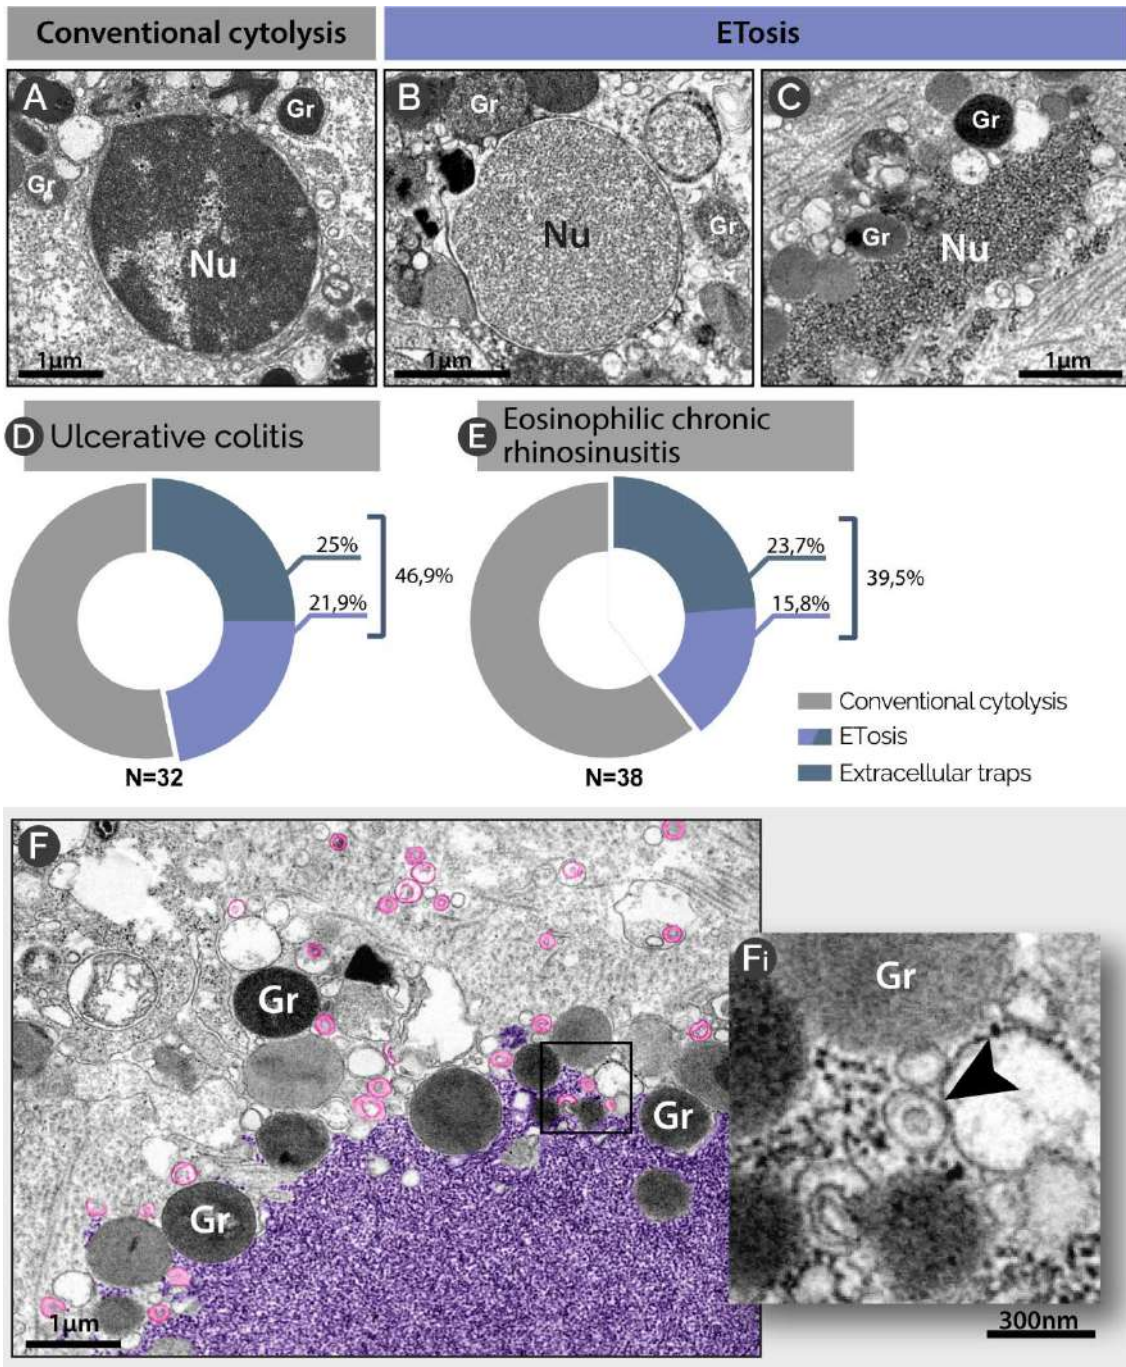 Conventional cytolysis
ETosis
A
Gr
Gr
Nu
1µm
B
Gr
Gr
Nu
1µm
C
Gr
Gr
Nu
1µm
D Ulcerative colitis
25%
21,9%
46,9%
N=32
E Eosinophilic chronic
rhinosinusitis
23,7%
15,8%
39,5%
N=38
Conventional cytolysis
ETosis
Extracellular traps
F
Gr
Gr
Gr
1µm
Fi
Gr
300nm